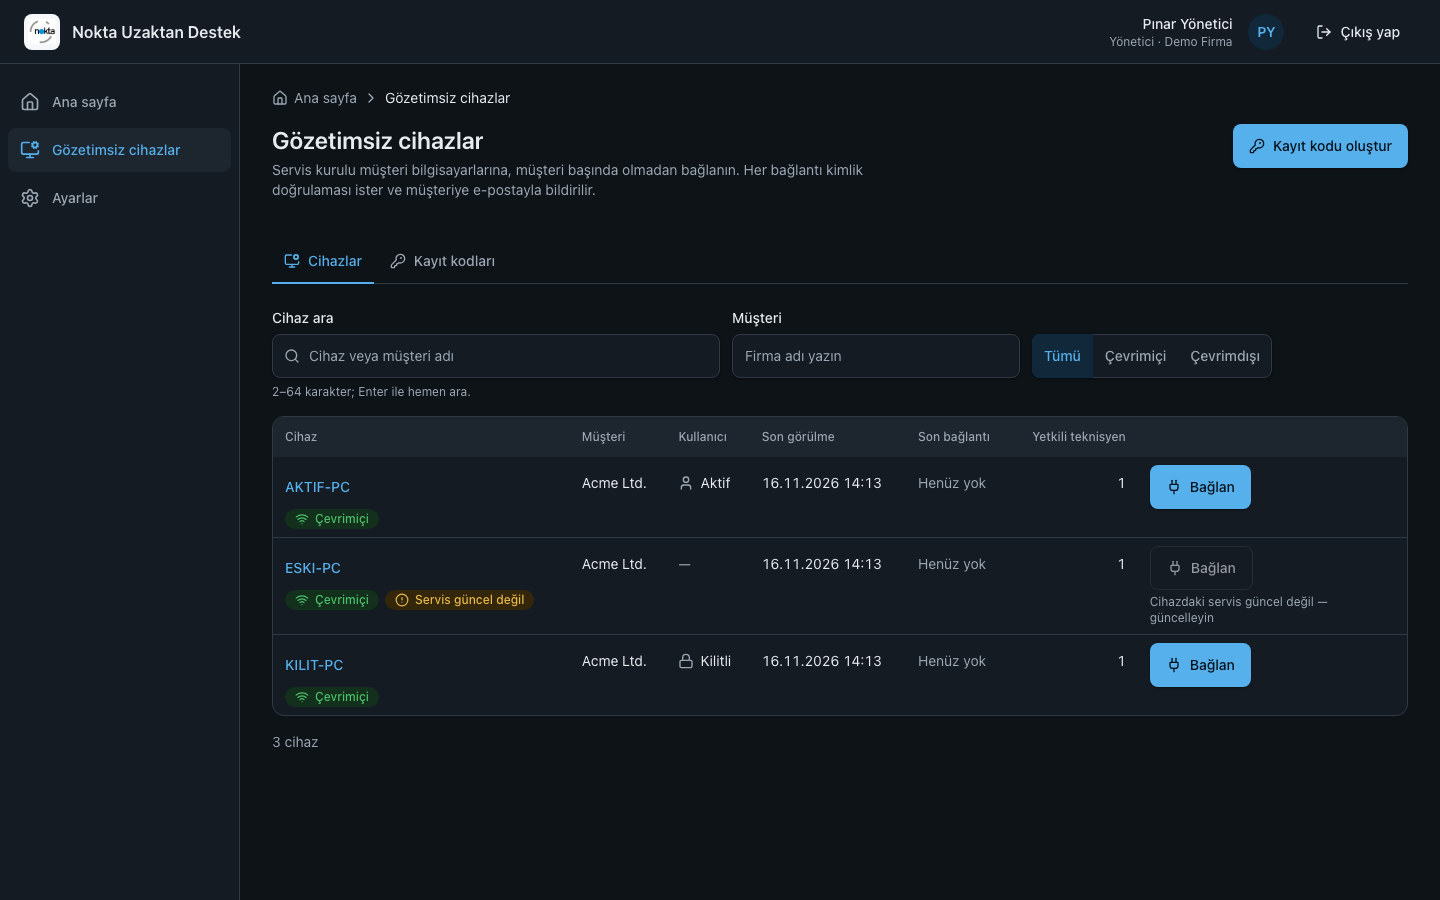 nokta
Nokta Uzaktan Destek
Pınar Yönetici
Yönetici · Demo Firma
PY
Çıkış yap
Ana sayfa
Gözetimsiz cihazlar
Ayarlar
Ana sayfa > Gözetimsiz cihazlar
Gözetimsiz cihazlar
Servis kurulu müşteri bilgisayarlarına, müşteri başında olmadan bağlanın. Her bağlantı kimlik
doğrulaması ister ve müşteriye e-postayla bildirilir.
Kayıt kodu oluştur
Cihazlar Kayıt kodları
Cihaz ara Müşteri
Cihaz veya müşteri adı Firma adı yazın Tümü Çevrimiçi Çevrimdışı
2–64 karakter; Enter ile hemen ara.
Cihaz Müşteri Kullanıcı Son görülme Son bağlantı Yetkili teknisyen
AKTIF-PC Acme Ltd. Aktif 16.11.2026 14:13 Henüz yok 1 Bağlan
Çevrimiçi
ESKI-PC Acme Ltd. — 16.11.2026 14:13 Henüz yok 1 Bağlan
Çevrimiçi Servis güncel değil Cihazdaki servis güncel değil —
güncelleyin
KILIT-PC Acme Ltd. Kilitli 16.11.2026 14:13 Henüz yok 1 Bağlan
Çevrimiçi
3 cihaz